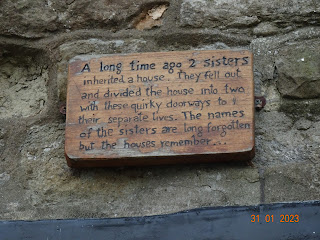 A long time ago 2 sisters
inherited a house. They fell out
and divided the house into two
with these quirky doorways to
their separate lives. The names
of the sisters are long forgotten
but the houses remember...
31 01 2023